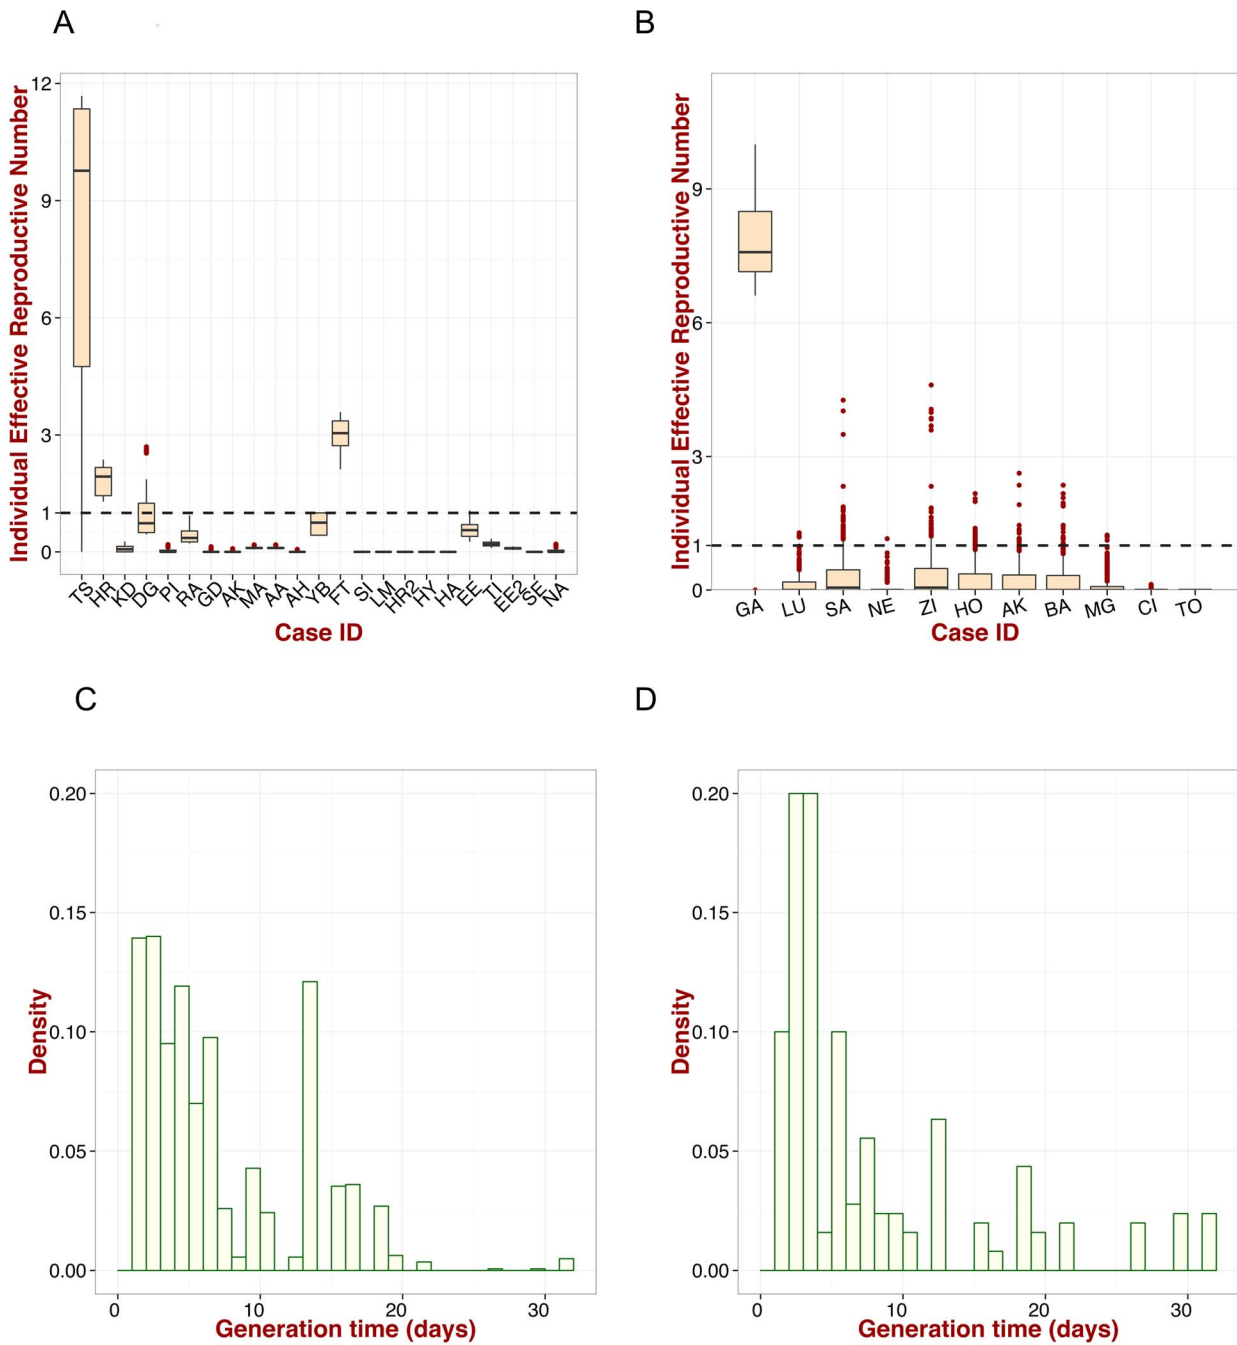 A
B
Individual Effective Reproductive Number
12
9
6
3
1
0
TS HR KD DG PI RA GD AK MA AA AH YB FT SI LM HR2 HY HA EE TI EE2 SE NA
Case ID
Individual Effective Reproductive Number
9
6
3
1
0
GA LU SA NE ZI HO AK BA MG CI TO
Case ID
C
D
Density
0.20
0.15
0.10
0.05
0.00
0 10 20 30
Generation time (days)
Density
0.20
0.15
0.10
0.05
0.00
0 10 20 30
Generation time (days)